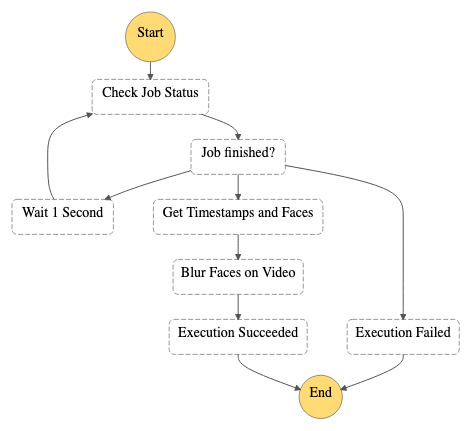 Start
Check Job Status
Job finished?
Wait 1 Second
Get Timestamps and Faces
Blur Faces on Video
Execution Succeeded
Execution Failed
End